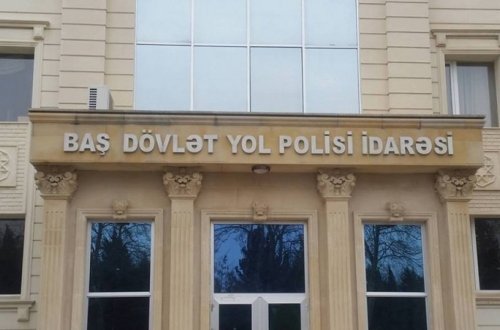 BAŞ DÖVLƏT YOL POLİSİ İDARƏSİ